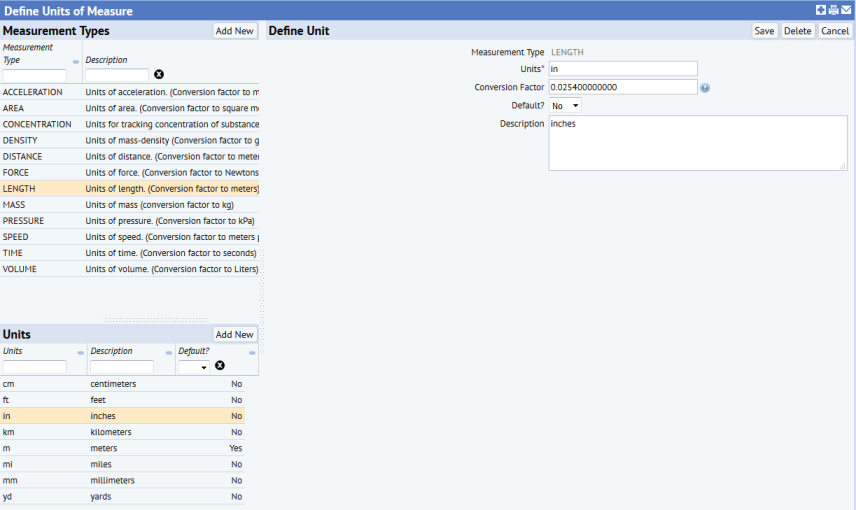 Define Units of Measure
Measurement Types Add New
Measurement Type Description
ACCELERATION Units of acceleration. (Conversion factor to m
AREA Units of area. (Conversion factor to square m
CONCENTRATION Units for tracking concentration of substance
DENSITY Units of mass-density (Conversion factor to g
DISTANCE Units of distance. (Conversion factor to meter
FORCE Units of force. (Conversion factor to Newtons
LENGTH Units of length. (Conversion factor to meters)
MASS Units of mass (conversion factor to kg)
PRESSURE Units of pressure. (Conversion factor to kPa)
SPEED Units of speed. (Conversion factor to meters p
TIME Units of time. (Conversion factor to seconds)
VOLUME Units of volume. (Conversion factor to Liters)
Units Add New
Units Description Default?
cm centimeters No
ft feet No
in inches No
km kilometers No
m meters Yes
mi miles No
mm millimeters No
yd yards No
Define Unit Save Delete Cancel
Measurement Type LENGTH
Units* in
Conversion Factor 0.025400000000
Default? No
Description inches